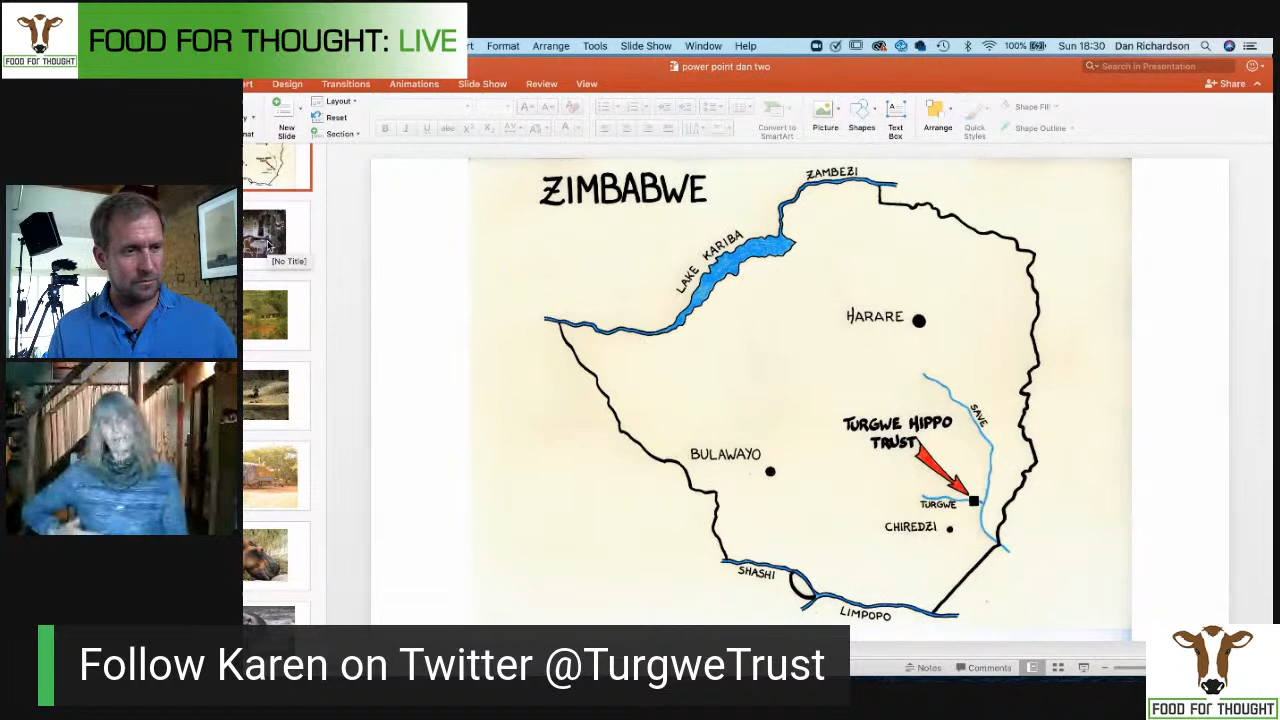 FOOD FOR THOUGHT: LIVE
FOOD FOR THOUGHT
Format Arrange Tools Slide Show Window Help
100%
Sun 18:30 Dan Richardson
power point dan two
Search in Presentation
Design Transitions Animations Slide Show Review View
Share
New
Slide
Layout
Reset
Section
Convert to
SmartArt
Picture
Shapes
Text
Box
Arrange
Quick
Styles
Shape Fill
Shape Outline
[No Title]
ZIMBABWE
ZAMBEZI
LAKE KARIBA
HARARE
SAVE
TURGWE HIPPO
TRUST
BULAWAYO
TURGWE
CHIREDZI
SHASHI
LIMPOPO
Follow Karen on Twitter @TurgweTrust
Notes Comments
FOOD FOR THOUGHT